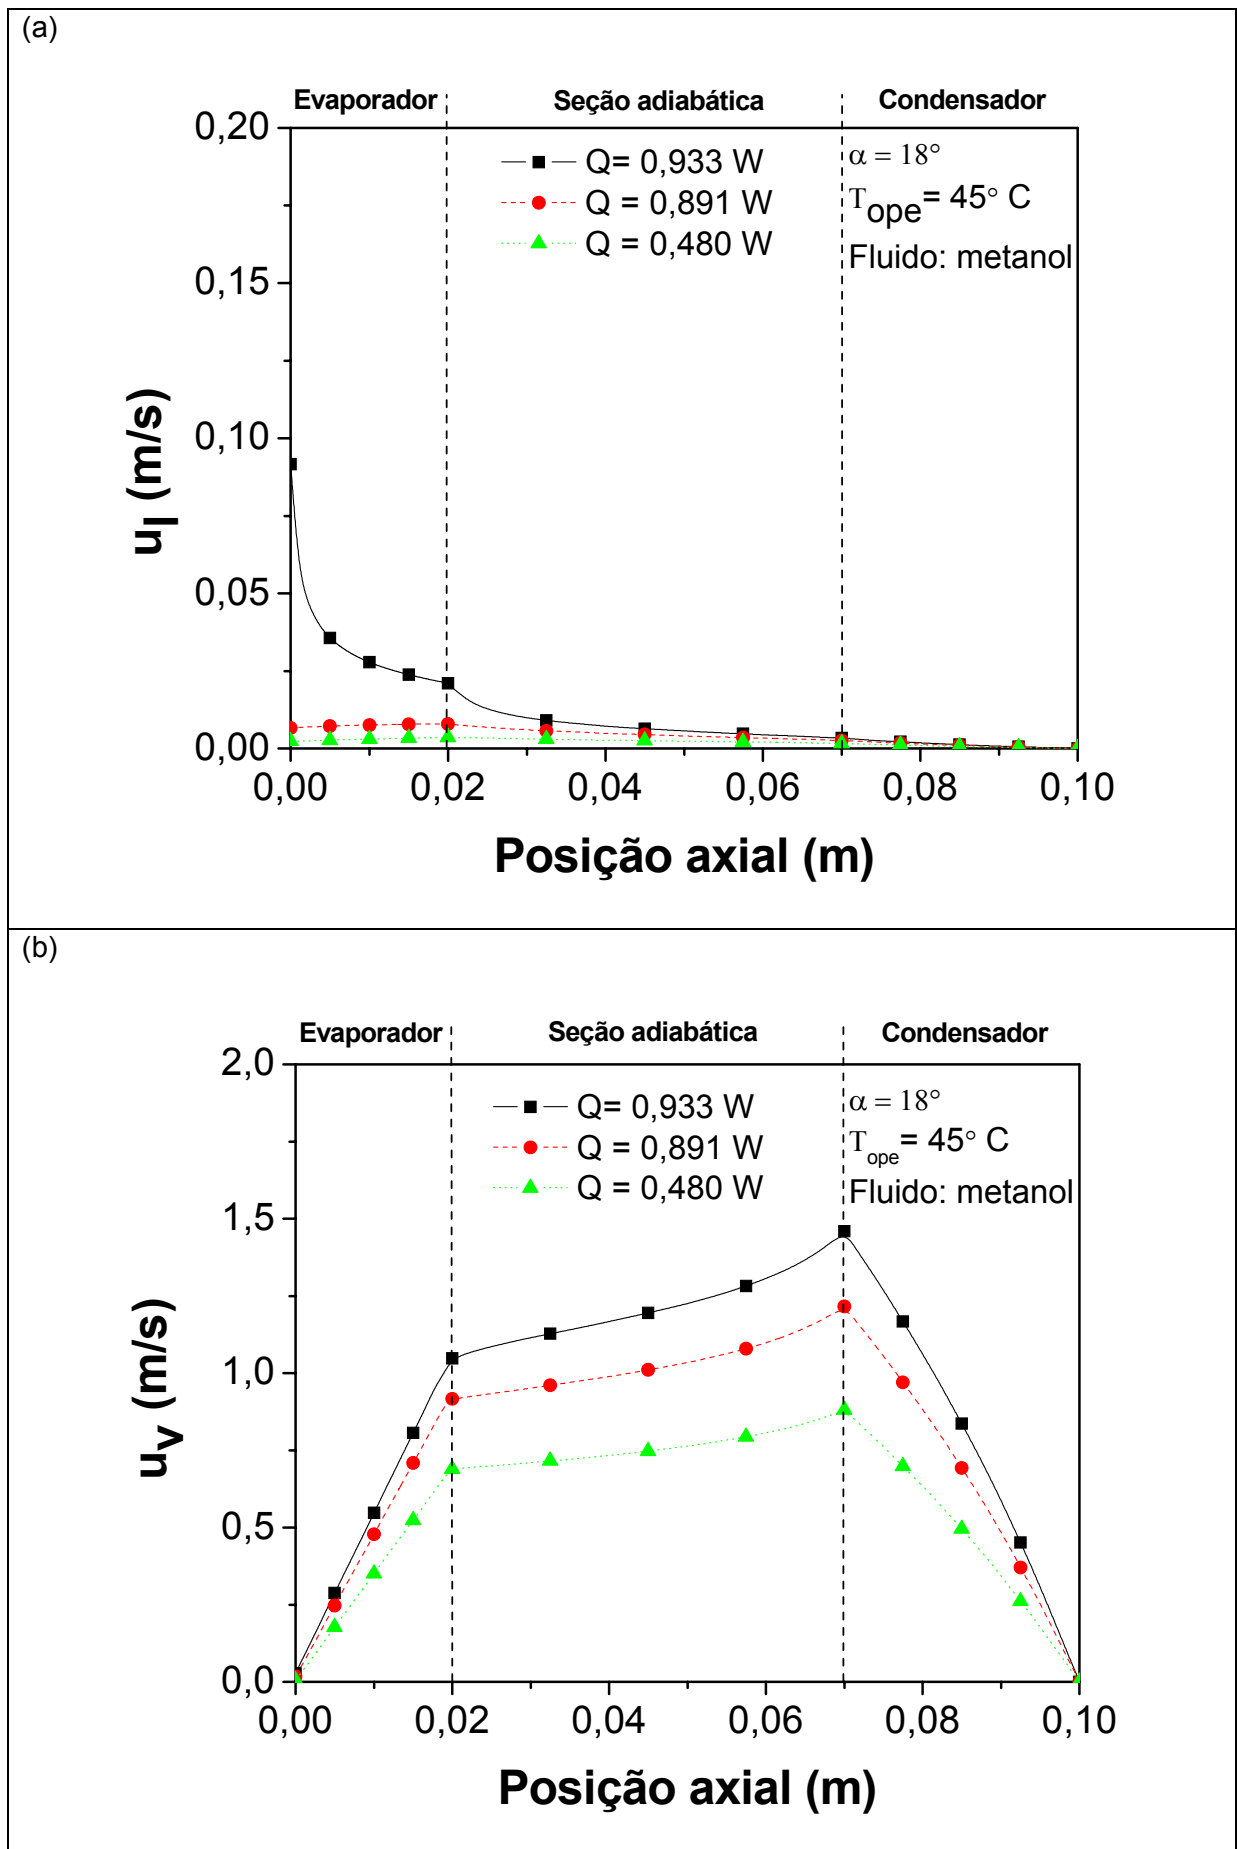 (a)
Evaporador Seção adiabática Condensador
0,20
Q= 0,933 W
α = 18°
Q = 0,891 W
Tope= 45° C
Q = 0,480 W
Fluido: metanol
0,15
0,10
0,05
0,00
ul (m/s)
0,00 0,02 0,04 0,06 0,08 0,10
Posição axial (m)
(b)
Evaporador Seção adiabática Condensador
2,0
Q= 0,933 W
α = 18°
Q = 0,891 W
Tope= 45° C
Q = 0,480 W
Fluido: metanol
1,5
1,0
0,5
0,0
uv (m/s)
0,00 0,02 0,04 0,06 0,08 0,10
Posição axial (m)